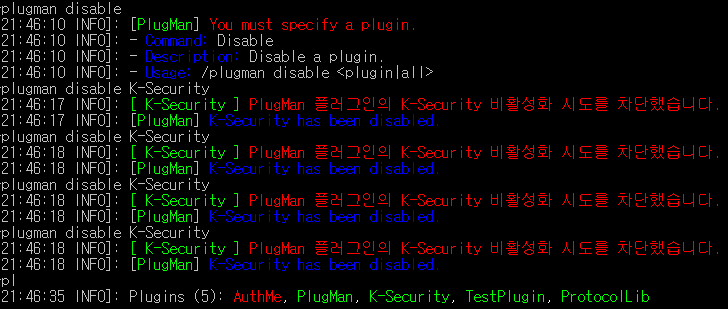 plugman disable
21:46:10 INFO]: [PlugMan] You must specify a plugin.
21:46:10 INFO]: - Command: Disable
21:46:10 INFO]: - Description: Disable a plugin.
21:46:10 INFO]: - Usage: /plugman disable <plugin|all>
plugman disable K-Security
21:46:17 INFO]: [ K-Security ] PlugMan 플러그인의 K-Security 비활성화 시도를 차단했습니다.
21:46:17 INFO]: [PlugMan] K-Security has been disabled.
plugman disable K-Security
21:46:18 INFO]: [ K-Security ] PlugMan 플러그인의 K-Security 비활성화 시도를 차단했습니다.
21:46:18 INFO]: [PlugMan] K-Security has been disabled.
plugman disable K-Security
21:46:18 INFO]: [ K-Security ] PlugMan 플러그인의 K-Security 비활성화 시도를 차단했습니다.
21:46:18 INFO]: [PlugMan] K-Security has been disabled.
plugman disable K-Security
21:46:18 INFO]: [ K-Security ] PlugMan 플러그인의 K-Security 비활성화 시도를 차단했습니다.
21:46:18 INFO]: [PlugMan] K-Security has been disabled.
pl
21:46:35 INFO]: Plugins (5): AuthMe, PlugMan, K-Security, TestPlugin, ProtocolLib